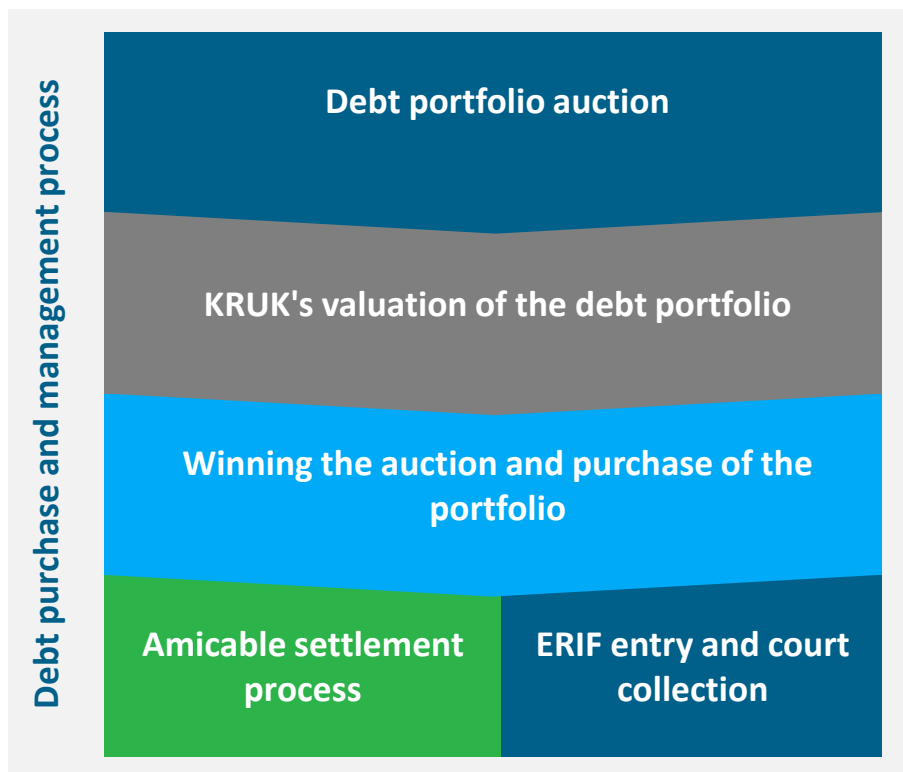 Debt purchase and management process
Debt portfolio auction
KRUK's valuation of the debt portfolio
Winning the auction and purchase of the
portfolio
Amicable settlement
process
ERIF entry and court
collection